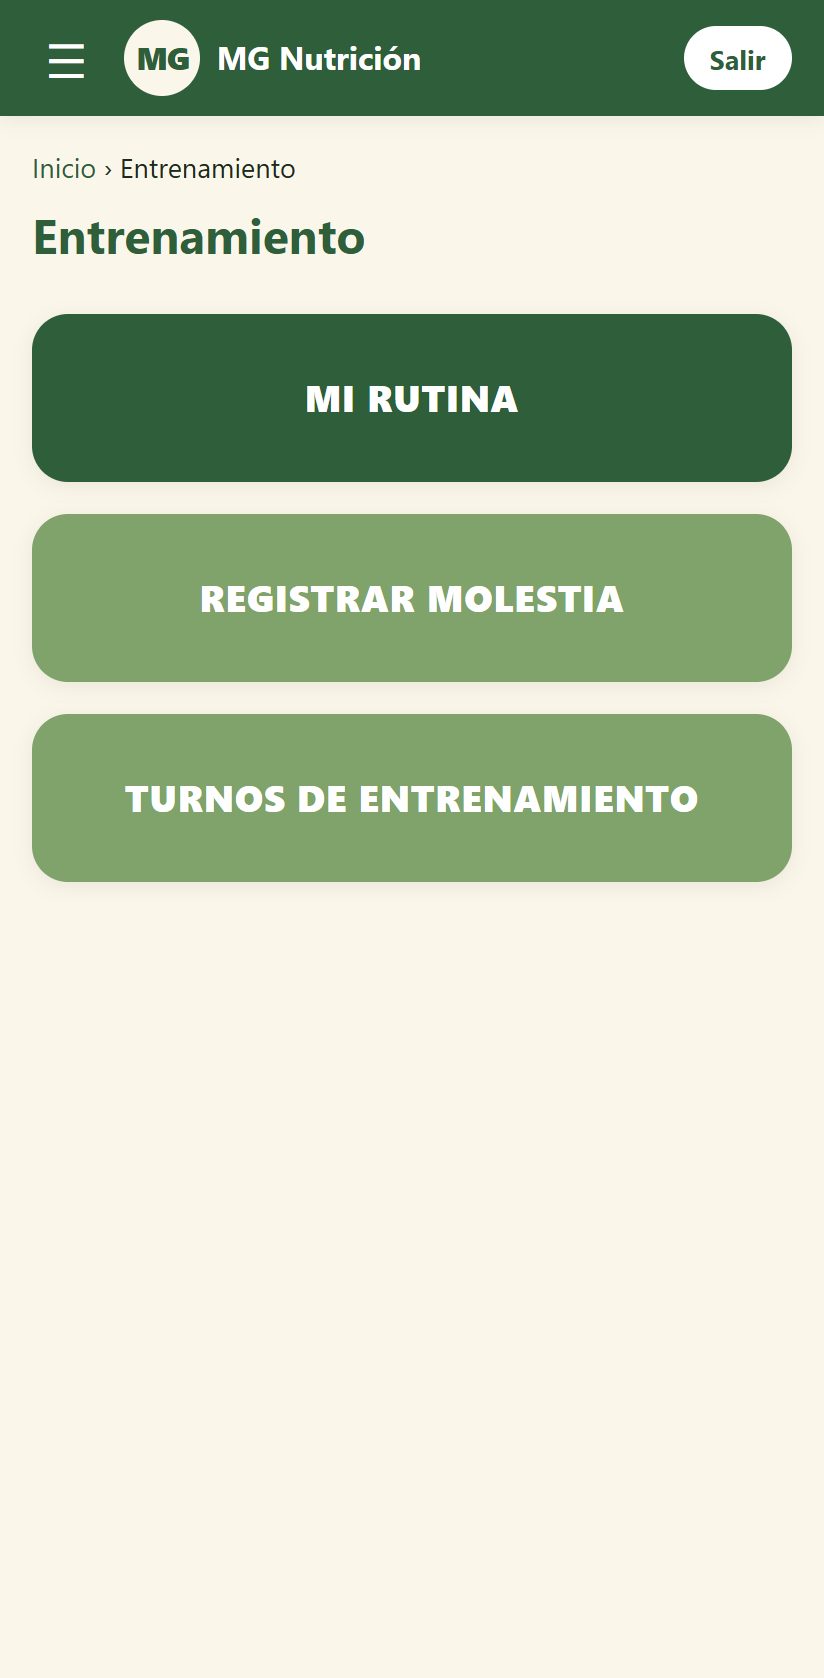 MG MG Nutrición Salir
Inicio › Entrenamiento
Entrenamiento
MI RUTINA
REGISTRAR MOLESTIA
TURNOS DE ENTRENAMIENTO